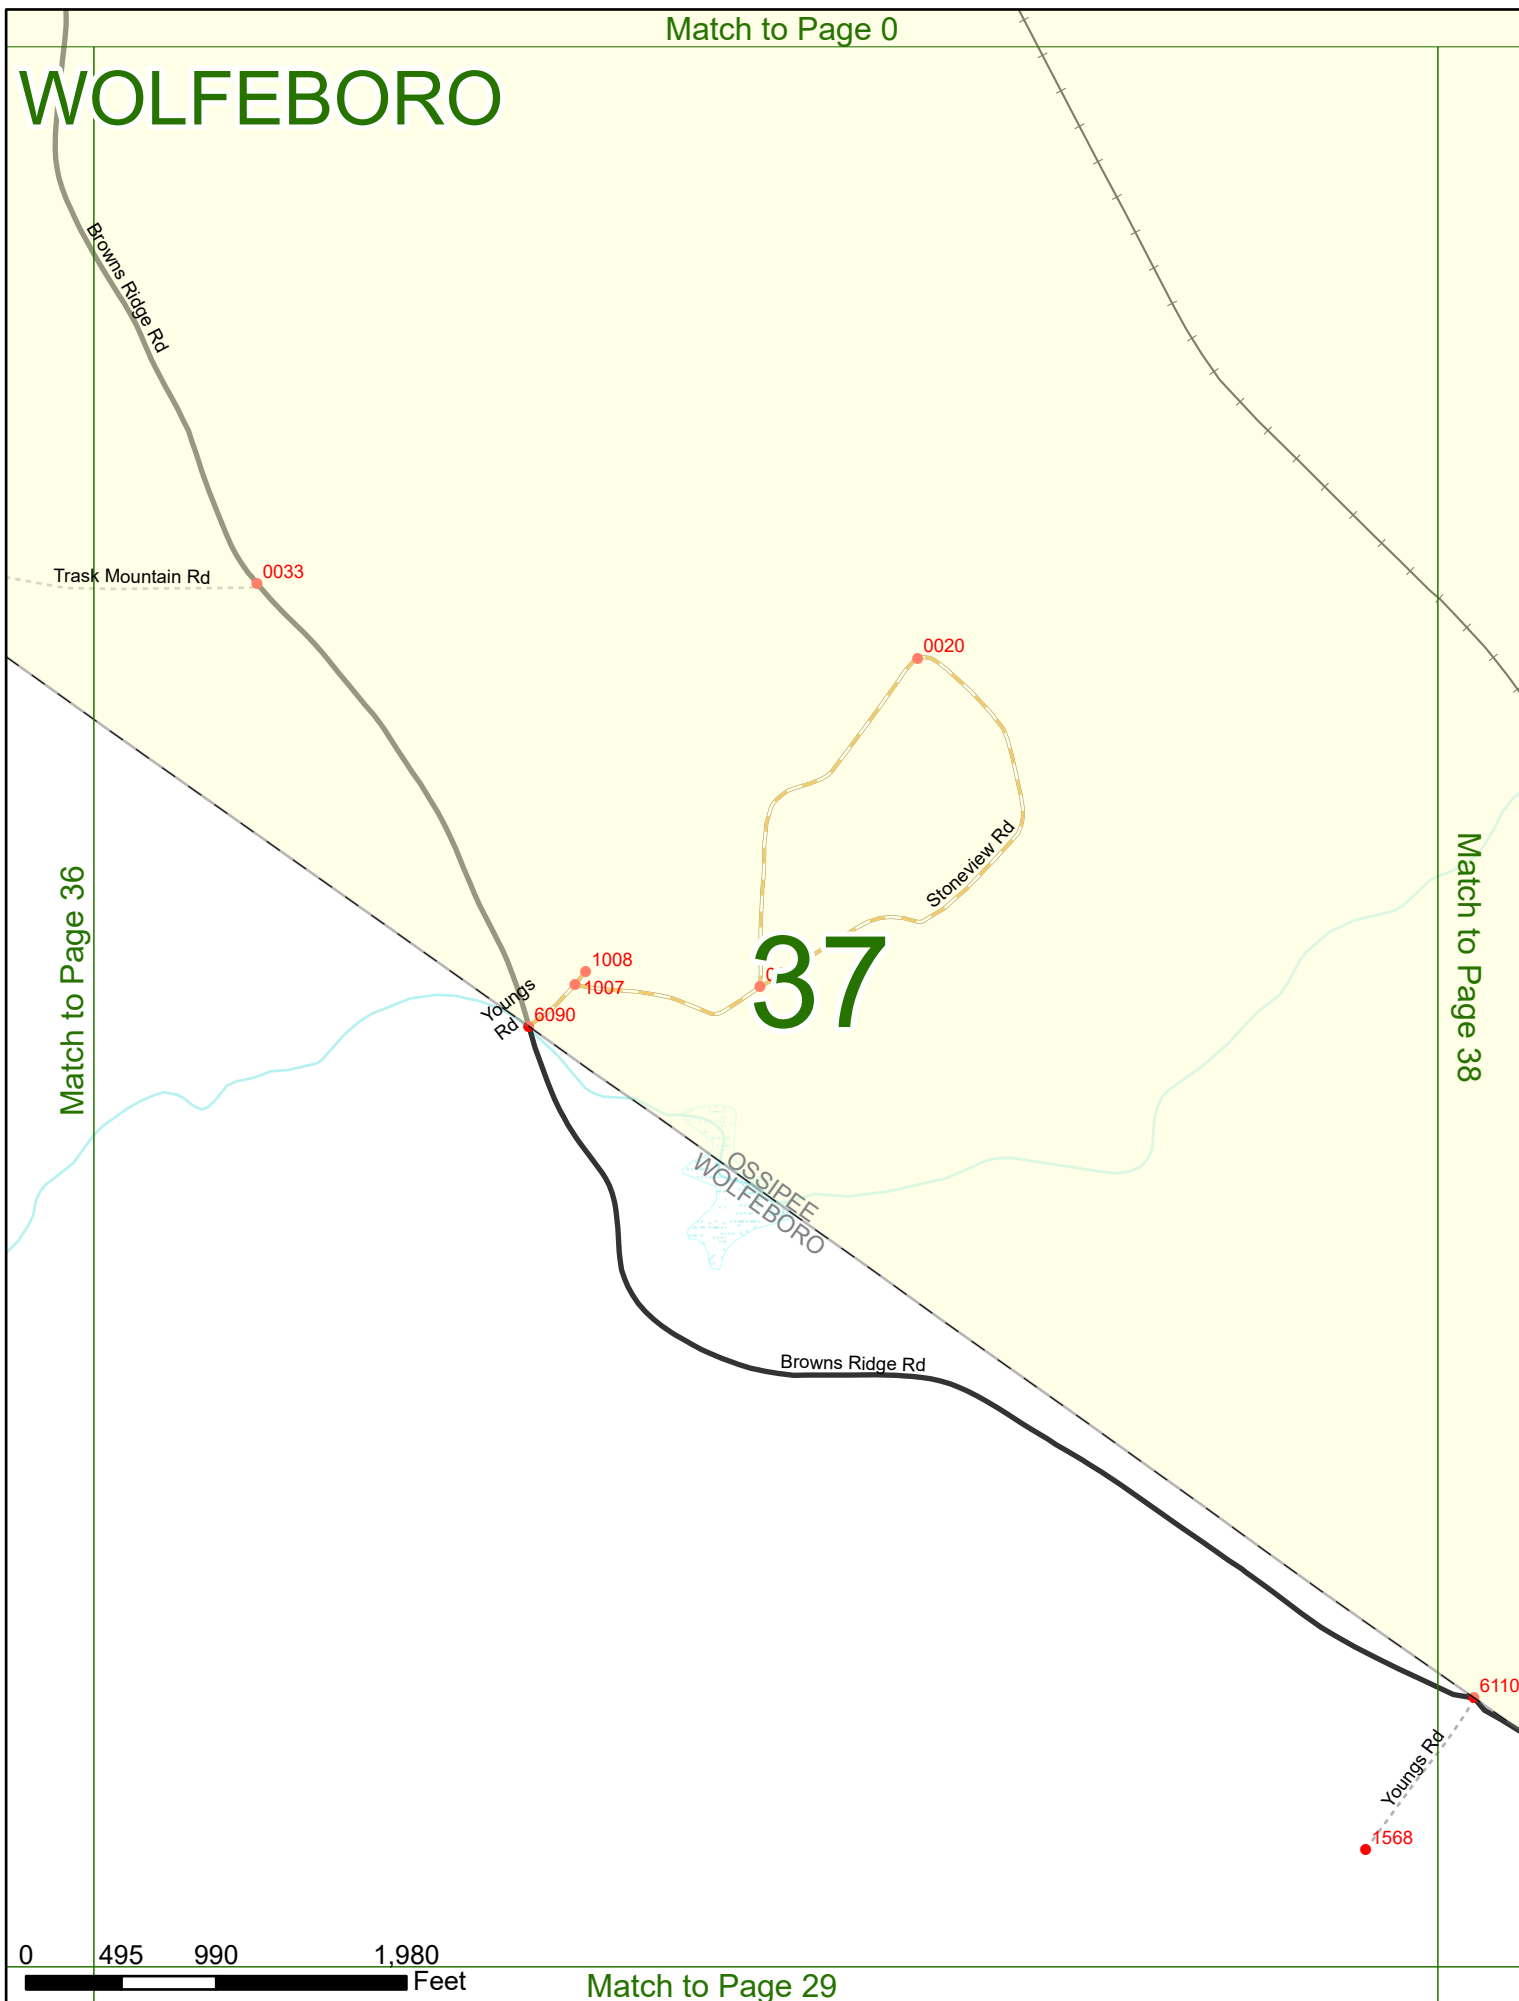 Match to Page 0
WOLFEBORO
Browns Ridge Rd
Trask Mountain Rd
0033
0020
Stoneview Rd
Match to Page 36
Match to Page 38
37
1008
1007
Youngs
Rd
6090
OSSIPEE
WOLFEBORO
Browns Ridge Rd
6110
Youngs Rd
1568
0 495 990 1,980
Feet
Match to Page 29